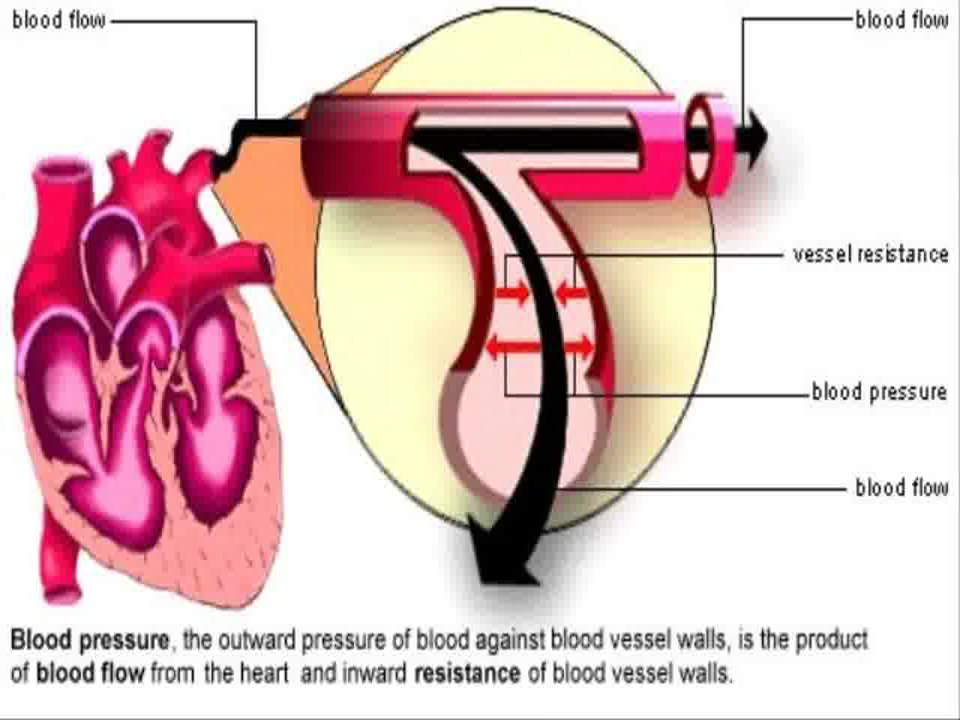 blood flow
blood flow
vessel resistance
blood pressure
blood flow
Blood pressure, the outward pressure of blood against blood vessel walls, is the product
of blood flow from the heart and inward resistance of blood vessel walls.